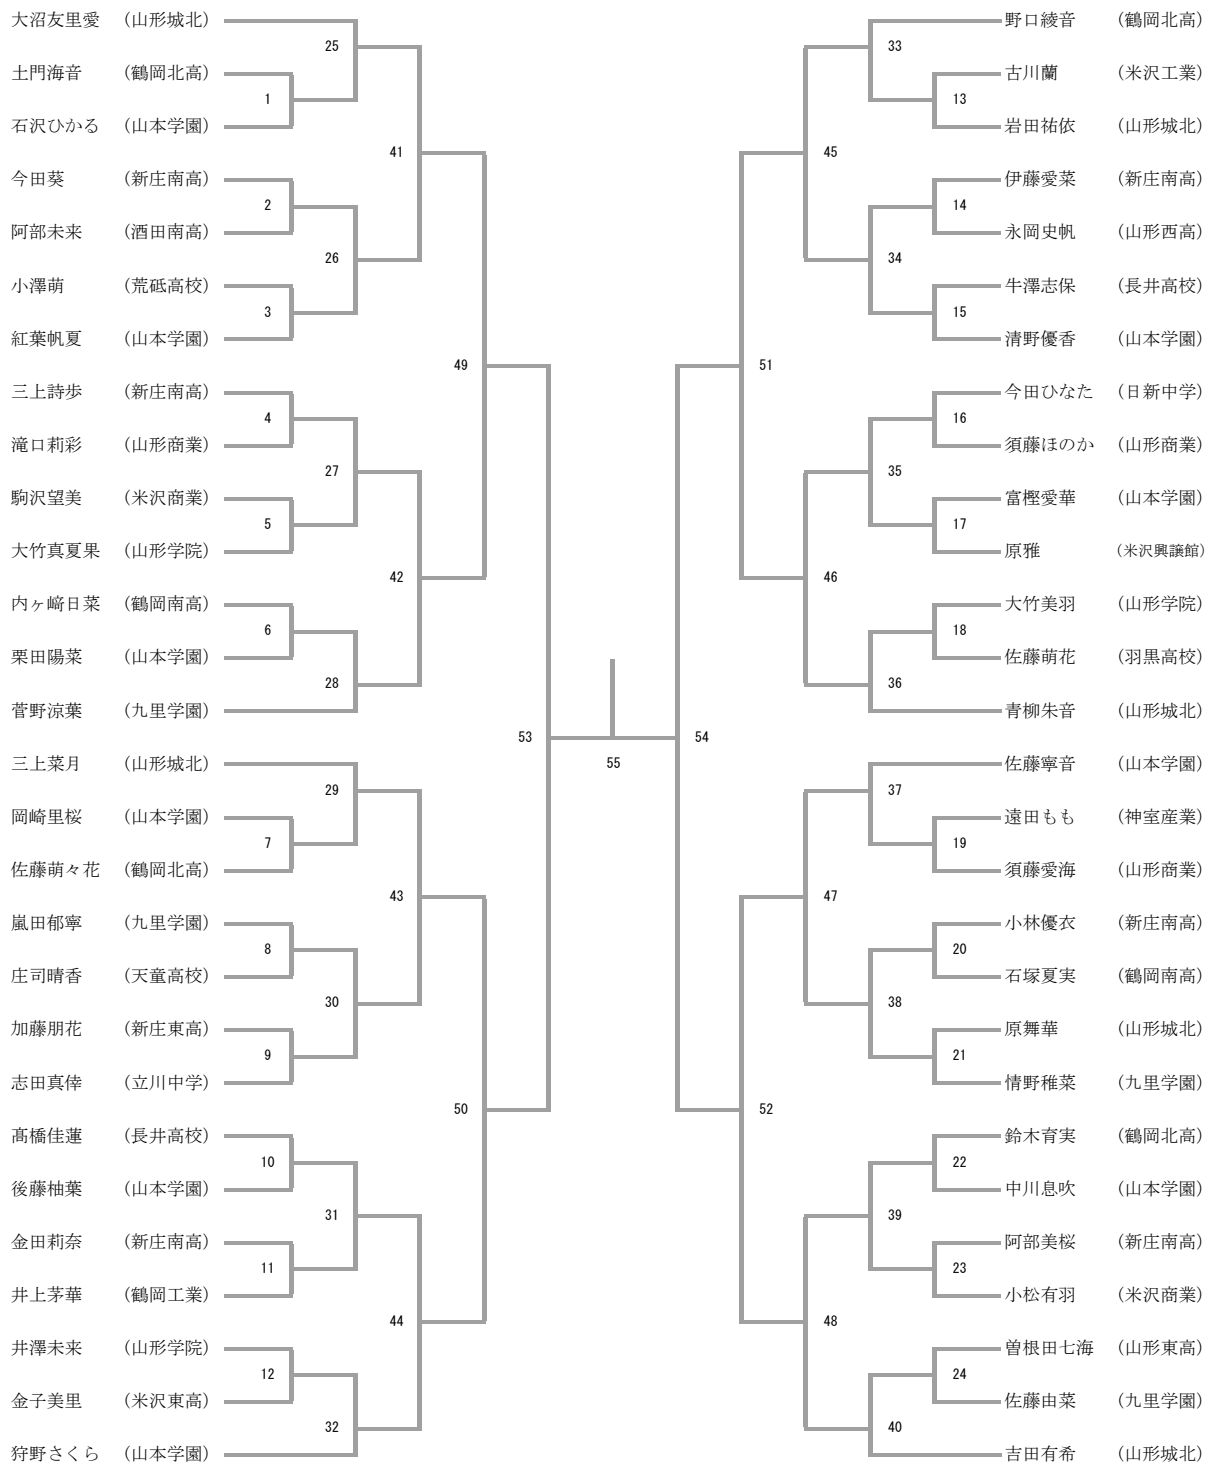 大沼友里愛 (山形城北)
25
土門海音 (鶴岡北高)
1
石沢ひかる (山本学園)
41
今田葵 (新庄南高)
2
阿部未来 (酒田南高)
26
小澤萌 (荒砥高校)
3
紅葉帆夏 (山本学園)
49
三上詩歩 (新庄南高)
4
滝口莉彩 (山形商業)
27
駒沢望美 (米沢商業)
5
大竹真夏果 (山形学院)
42
内ヶ﨑日菜 (鶴岡南高)
6
栗田陽菜 (山本学園)
28
菅野涼葉 (九里学園)
53
三上菜月 (山形城北)
29
岡崎里桜 (山本学園)
7
佐藤萌々花 (鶴岡北高)
43
嵐田郁寧 (九里学園)
8
庄司晴香 (天童高校)
30
加藤朋花 (新庄東高)
9
志田真倖 (立川中学)
50
髙橋佳蓮 (長井高校)
10
後藤柚葉 (山本学園)
31
金田莉奈 (新庄南高)
11
井上茅華 (鶴岡工業)
44
井澤未来 (山形学院)
12
金子美里 (米沢東高)
32
狩野さくら (山本学園)
55
野口綾音 (鶴岡北高)
33
古川蘭 (米沢工業)
13
岩田祐依 (山形城北)
45
伊藤愛菜 (新庄南高)
14
永岡史帆 (山形西高)
34
牛澤志保 (長井高校)
15
清野優香 (山本学園)
51
今田ひなた (日新中学)
16
須藤ほのか (山形商業)
35
富樫愛華 (山本学園)
17
原雅 (米沢興譲館)
46
大竹美羽 (山形学院)
18
佐藤萌花 (羽黒高校)
36
青柳朱音 (山形城北)
54
佐藤寧音 (山本学園)
37
遠田もも (神室産業)
19
須藤愛海 (山形商業)
47
小林優衣 (新庄南高)
20
石塚夏実 (鶴岡南高)
38
原舞華 (山形城北)
21
情野稚菜 (九里学園)
52
鈴木育実 (鶴岡北高)
22
中川息吹 (山本学園)
39
阿部美桜 (新庄南高)
23
小松有羽 (米沢商業)
48
曽根田七海 (山形東高)
24
佐藤由菜 (九里学園)
40
吉田有希 (山形城北)